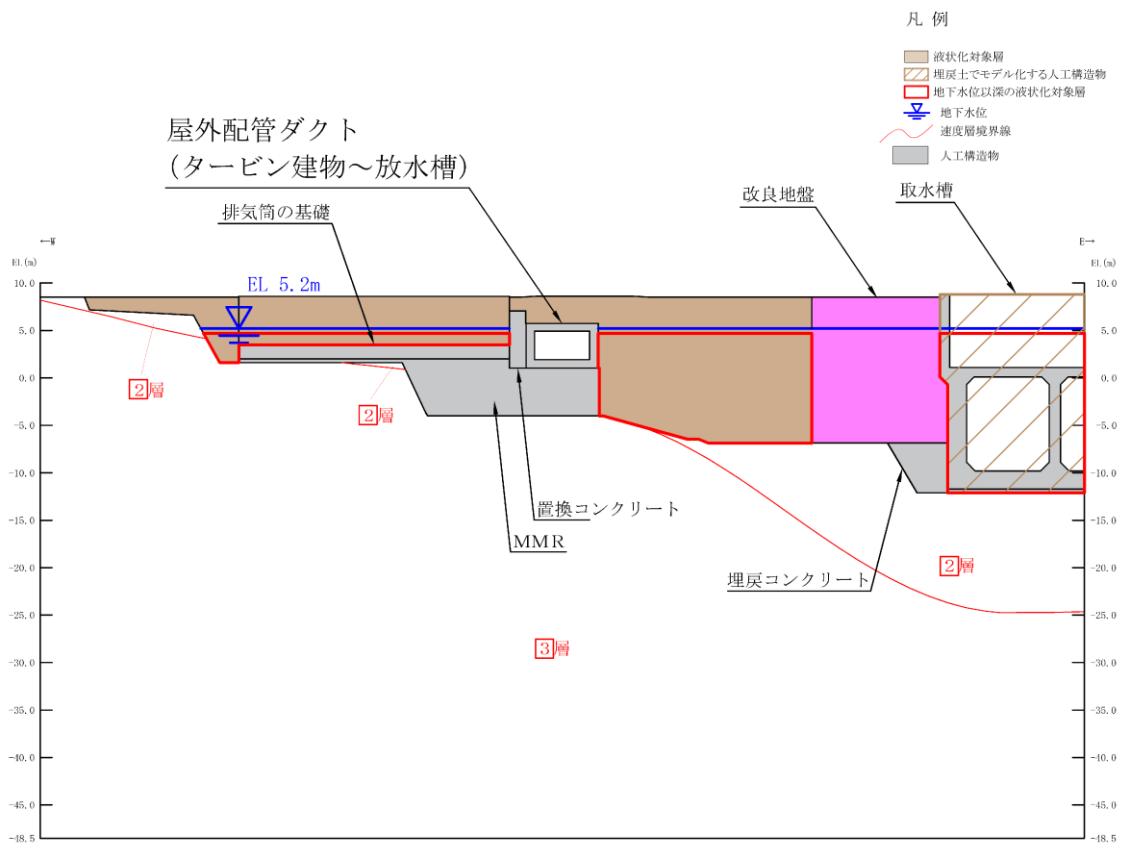 凡 例
液状化対象層
埋戻土でモデル化する人工構造物
地下水位以深の液状化対象層
地下水位
速度層境界線
人工構造物
屋外配管ダクト
(タービン建物～放水槽)
排気筒の基礎
改良地盤
取水槽
←W
E→
EL(m)
EL(m)
EL 5.2m
10.0
5.0
0.0
-5.0
-10.0
-15.0
-20.0
-25.0
-30.0
-35.0
-40.0
-45.0
-48.5
10.0
5.0
0.0
-5.0
-10.0
-15.0
-20.0
-25.0
-30.0
-35.0
-40.0
-45.0
-48.5
2層
2層
置換コンクリート
MMR
埋戻コンクリート
2層
3層